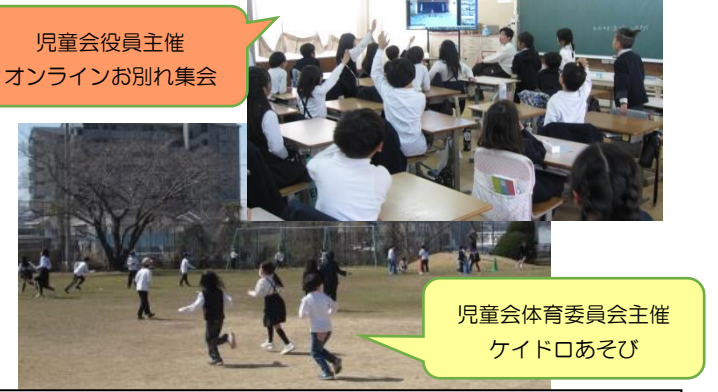 児童会役員主催
オンラインお別れ集会
児童会体育委員会主催
ケイドロあそび